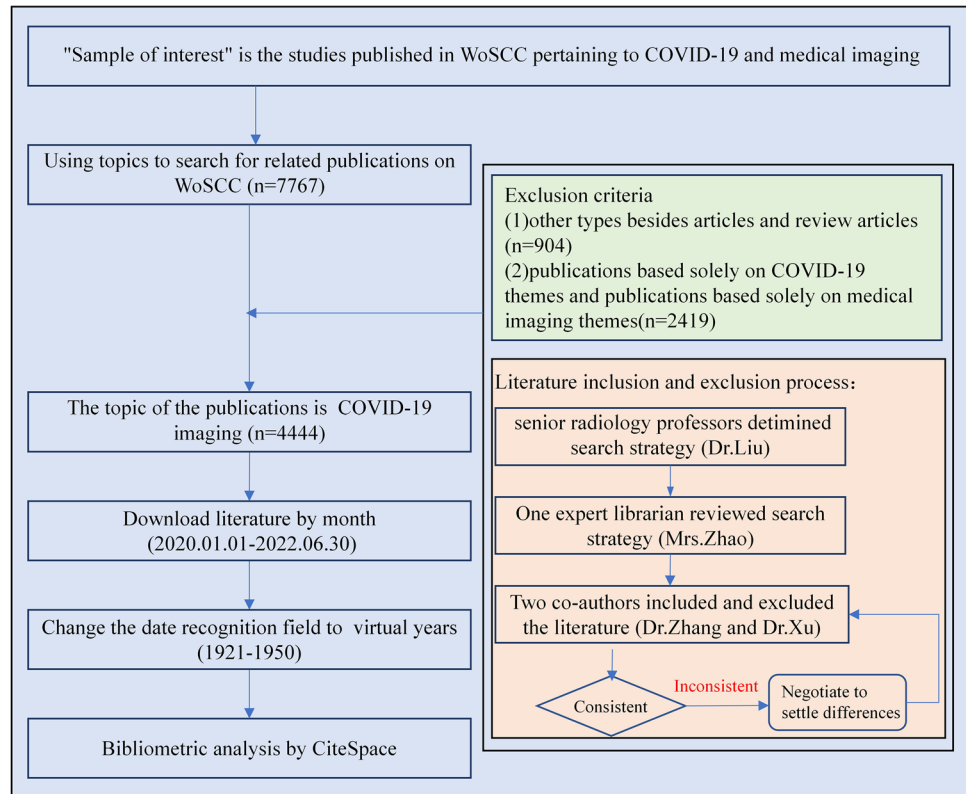 "Sample of interest" is the studies published in WoSCC pertaining to COVID-19 and medical imaging
Using topics to search for related publications on
WoSCC (n=7767)
Exclusion criteria
(1)other types besides articles and review articles
(n=904)
(2)publications based solely on COVID-19
themes and publications based solely on medical
imaging themes(n=2419)
The topic of the publications is COVID-19
imaging (n=4444)
Download literature by month
(2020.01.01-2022.06.30)
Change the date recognition field to virtual years
(1921-1950)
Bibliometric analysis by CiteSpace
Literature inclusion and exclusion process：
senior radiology professors detimined
search strategy (Dr.Liu)
One expert librarian reviewed search
strategy (Mrs.Zhao)
Two co-authors included and excluded
the literature (Dr.Zhang and Dr.Xu)
Consistent
Inconsistent
Negotiate to
settle differences